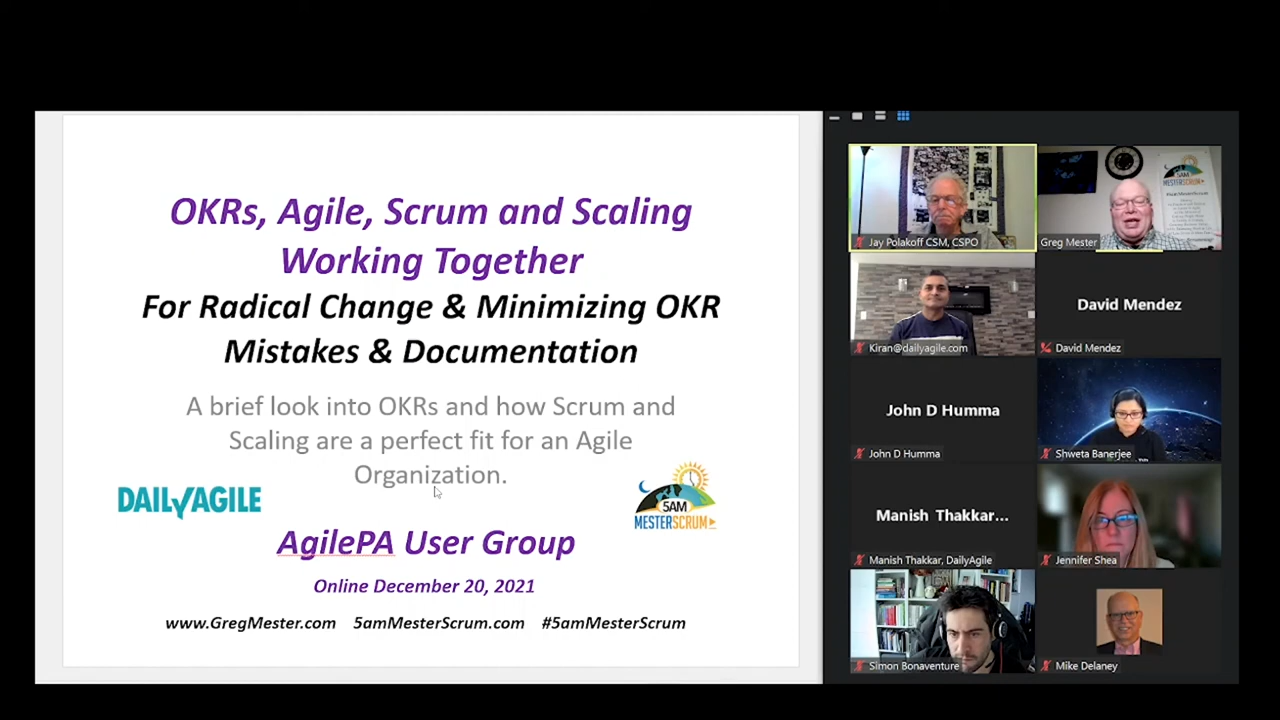 OKRs, Agile, Scrum and Scaling
Working Together
For Radical Change & Minimizing OKR
Mistakes & Documentation
A brief look into OKRs and how Scrum and
Scaling are a perfect fit for an Agile
Organization.
DAILYAGILE
5AM
MESTERSCRUM
AgilePA User Group
Online December 20, 2021
www.GregMester.com 5amMesterScrum.com #5amMesterScrum
Jay Polakoff CSM, CSPO
5AM
MESTERSCRUM
Greg Mester
Kiran@dailyagile.com
David Mendez
David Mendez
John D Humma
John D Humma
Shweta Banerjee
Manish Thakkar...
Manish Thakkar, DailyAgile
Jennifer Shea
Simon Bonaventure
Mike Delaney